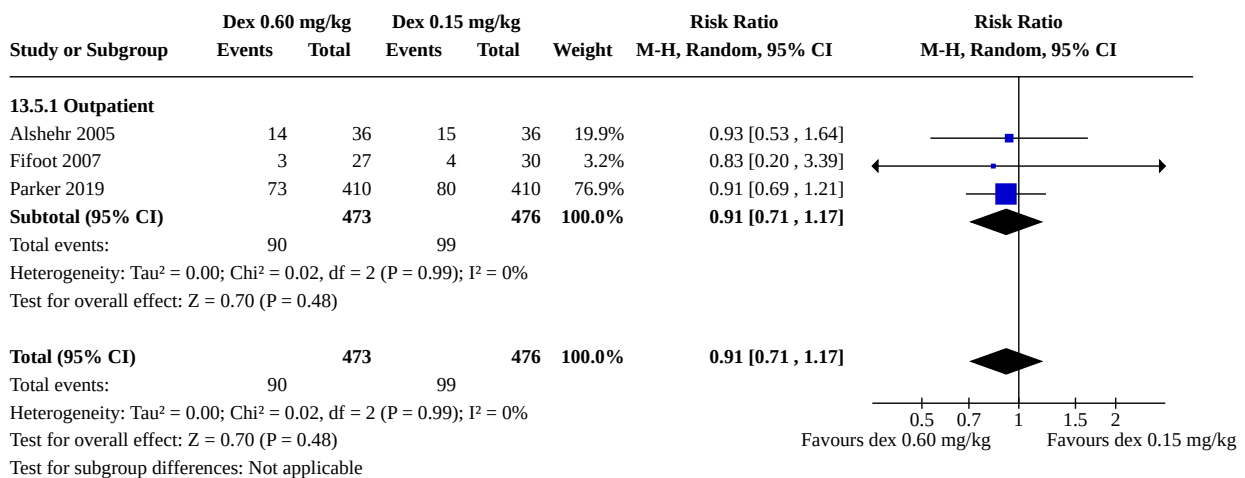 Dex 0.60 mg/kg Dex 0.15 mg/kg Risk Ratio Risk Ratio
Study or Subgroup Events Total Events Total Weight M-H, Random, 95% CI M-H, Random, 95% CI
13.5.1 Outpatient
Alshehr 2005 14 36 15 36 19.9% 0.93 [0.53 , 1.64]
Fifoot 2007 3 27 4 30 3.2% 0.83 [0.20 , 3.39]
Parker 2019 73 410 80 410 76.9% 0.91 [0.69 , 1.21]
Subtotal (95% CI) 473 476 100.0% 0.91 [0.71 , 1.17]
Total events: 90 99
Heterogeneity: Tau² = 0.00; Chi² = 0.02, df = 2 (P = 0.99); I² = 0%
Test for overall effect: Z = 0.70 (P = 0.48)
Total (95% CI) 473 476 100.0% 0.91 [0.71 , 1.17]
Total events: 90 99
Heterogeneity: Tau² = 0.00; Chi² = 0.02, df = 2 (P = 0.99); I² = 0%
0.5 0.7 1 1.5 2
Test for overall effect: Z = 0.70 (P = 0.48) Favours dex 0.60 mg/kg Favours dex 0.15 mg/kg
Test for subgroup differences: Not applicable